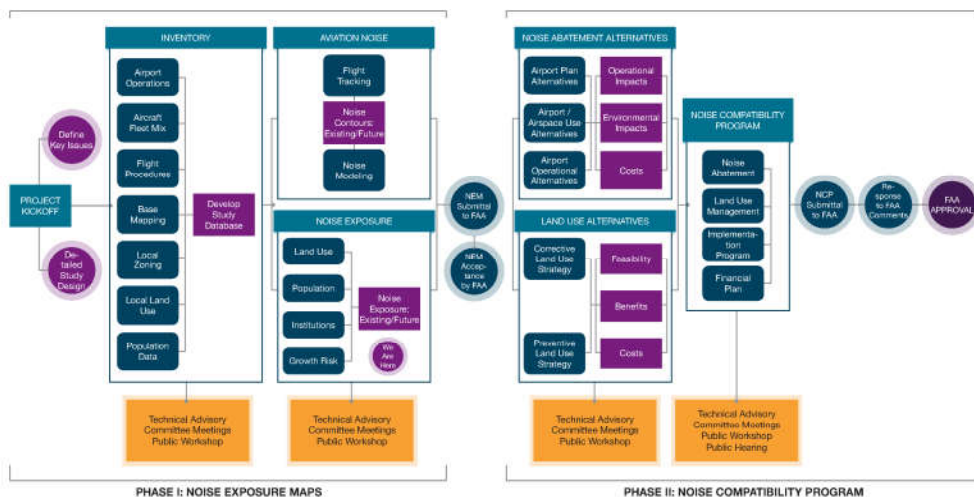 INVENTORY
Airport
Operations
Aircraft
Fleet Mix
Flight
Procedures
Base
Mapping
Local
Zoning
Local Land
Use
Population
Data
Develop
Study
Database
Define
Key Issues
PROJECT
KICKOFF
De-
tailed
Study
Design
AVIATION NOISE
Flight
Tracking
Noise
Contours:
Existing/Future
Noise
Modeling
NOISE EXPOSURE
Land Use
Population
Institutions
Growth Risk
Noise
Exposure:
Existing/Future
We
Are
Here
NEM
Submittal
to FAA
NEM
Accep-
tance
by FAA
Technical Advisory
Committee Meetings
Public Workshop
Technical Advisory
Committee Meetings
Public Workshop
PHASE I: NOISE EXPOSURE MAPS
NOISE ABATEMENT ALTERNATIVES
Airport Plan
Alternatives
Airport /
Airspace Use
Alternatives
Airport
Operational
Alternatives
Operational
Impacts
Environmental
Impacts
Costs
LAND USE ALTERNATIVES
Corrective
Land Use
Strategy
Preventive
Land Use
Strategy
Feasibility
Benefits
Costs
NOISE COMPATIBILITY
PROGRAM
Noise
Abatement
Land Use
Management
Implementa-
tion
Program
Financial
Plan
NCP
Submittal
to FAA
Re-
sponse
to FAA
Comments
FAA
APPROVAL
Technical Advisory
Committee Meetings
Public Workshop
Technical Advisory
Committee Meetings
Public Workshop
Public Hearing
PHASE II: NOISE COMPATIBILITY PROGRAM